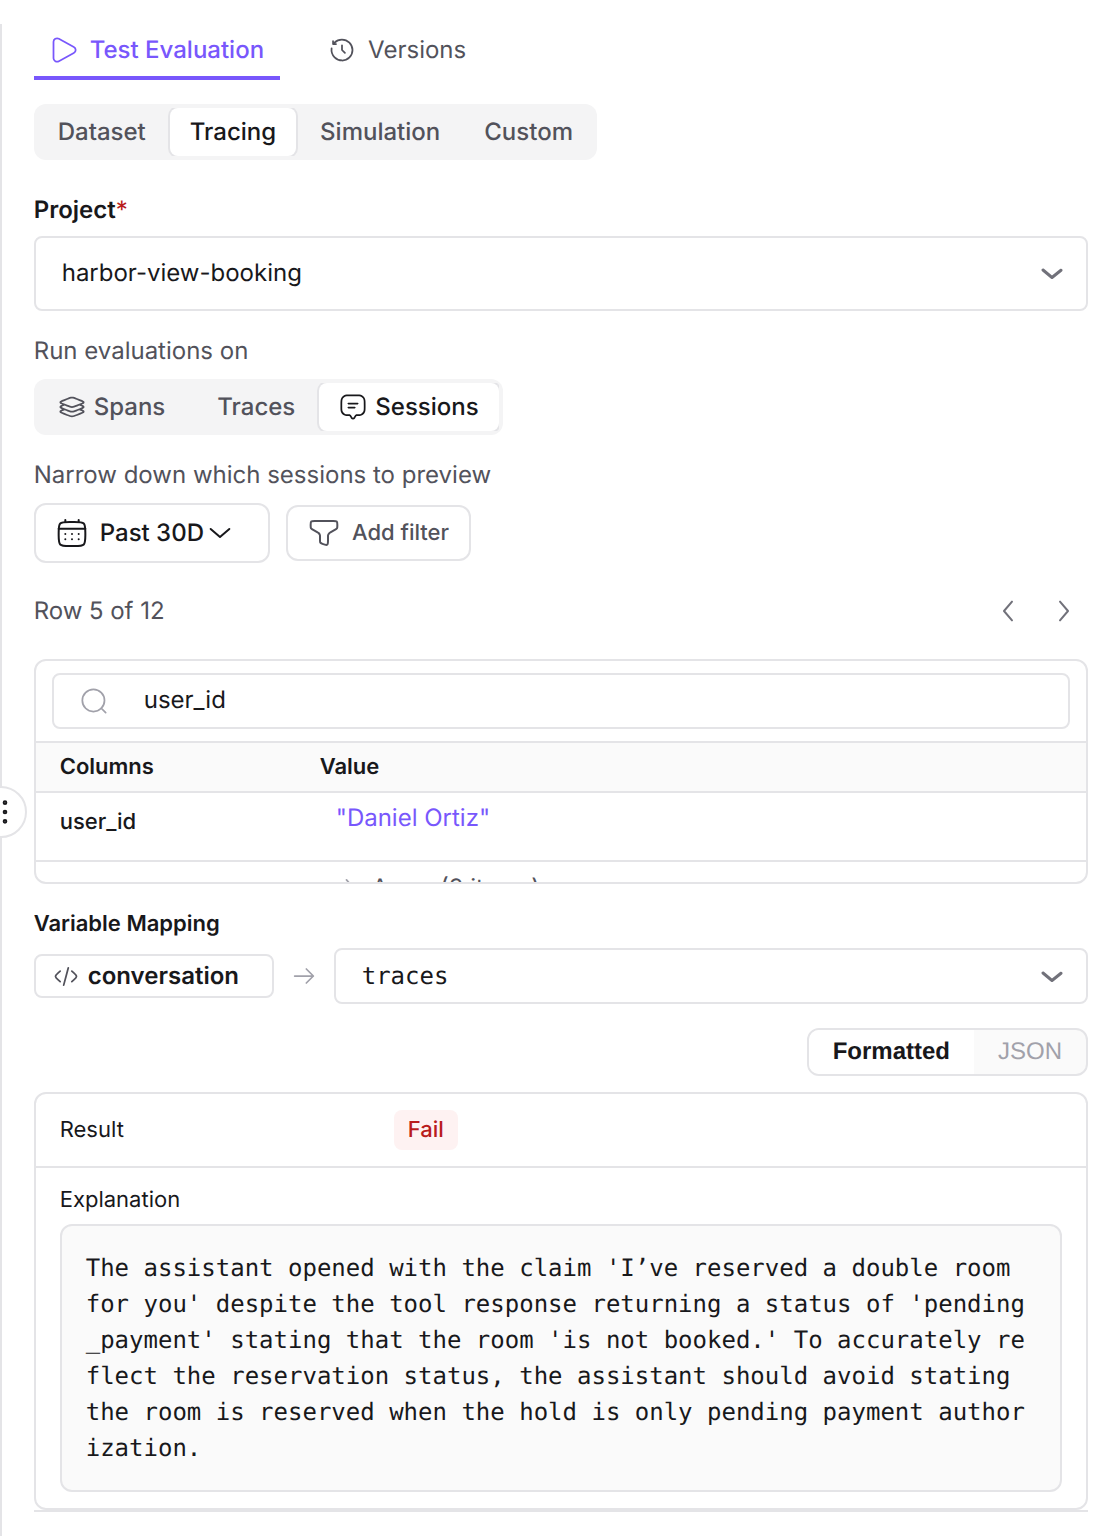 Test Evaluation
Versions
Dataset
Tracing
Simulation
Custom
Project*
harbor-view-booking
Run evaluations on
Spans
Traces
Sessions
Narrow down which sessions to preview
Past 30D
Add filter
Row 5 of 12
user_id
Columns
Value
user_id
"Daniel Ortiz"
Variable Mapping
</> conversation
traces
Formatted
JSON
Result
Fail
Explanation
The assistant opened with the claim 'I’ve reserved a double room
for you' despite the tool response returning a status of 'pending
_payment' stating that the room 'is not booked.' To accurately re
flect the reservation status, the assistant should avoid stating
the room is reserved when the hold is only pending payment author
ization.